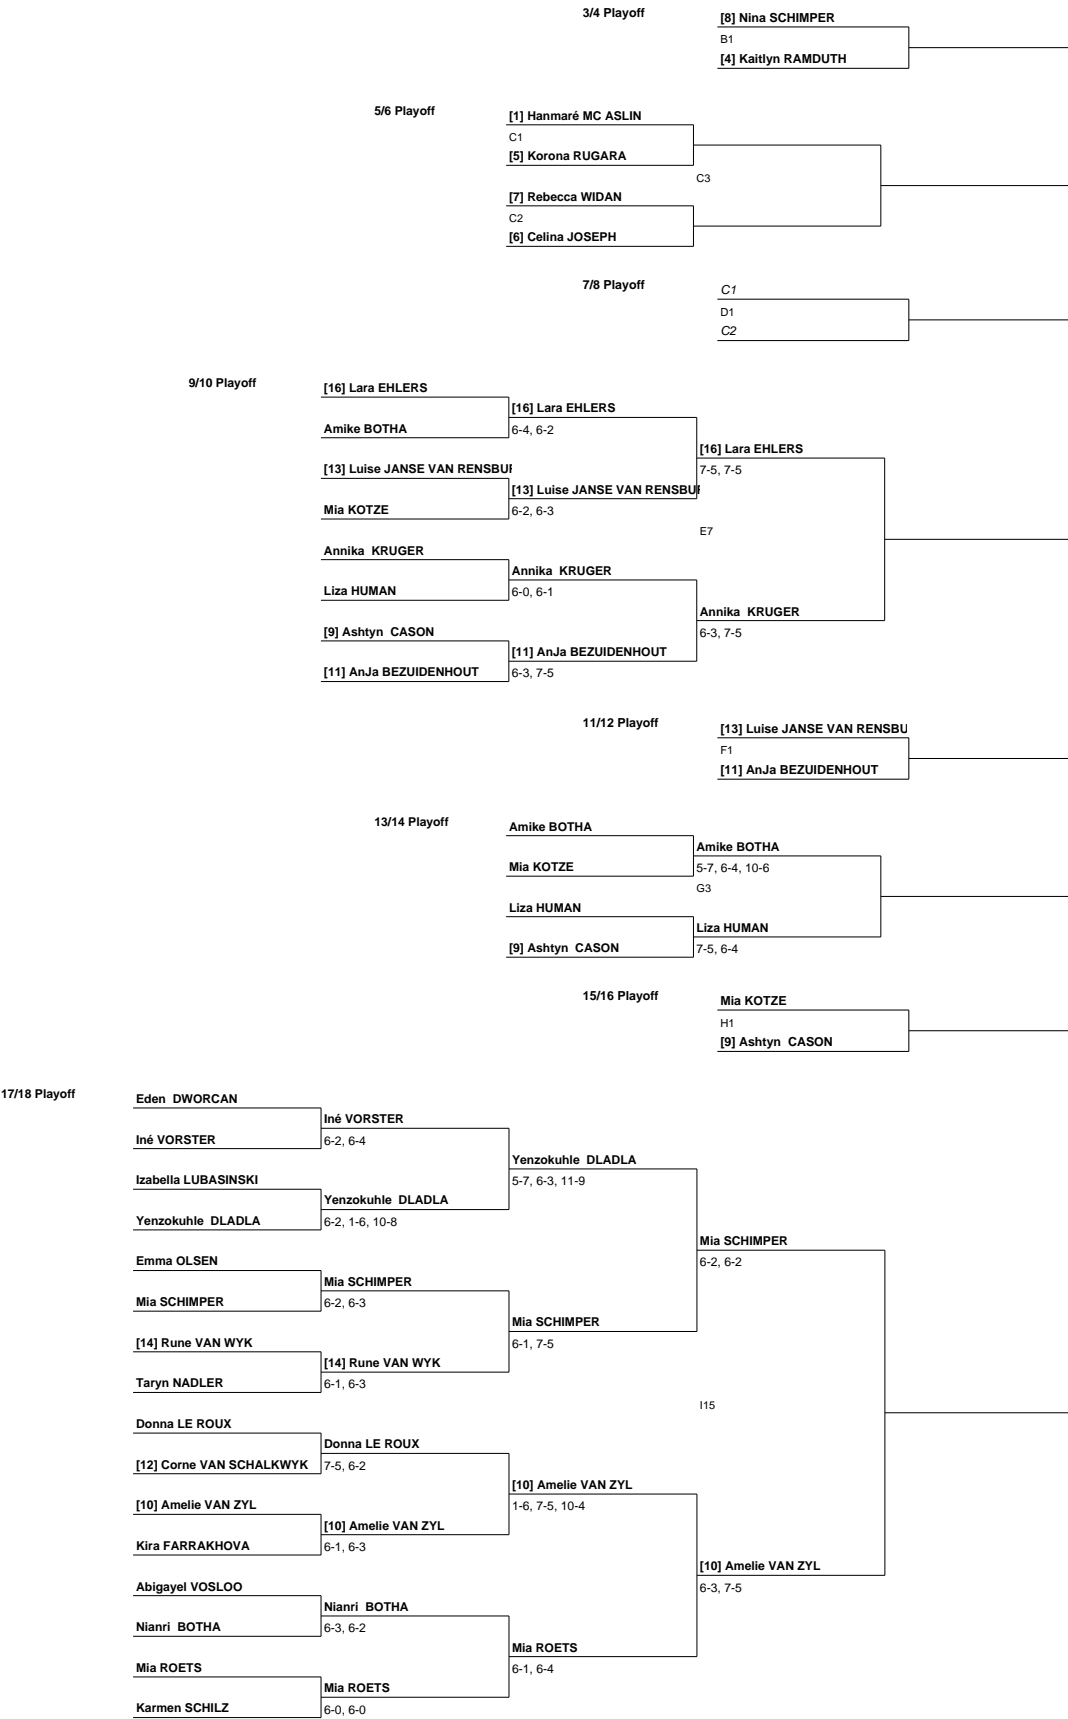 3/4 Playoff
[8] Nina SCHIMPER
B1
[4] Kaitlyn RAMDUTH
5/6 Playoff
[1] Hanmaré MC ASLIN
C1
[5] Korona RUGARA
C3
[7] Rebecca WIDAN
C2
[6] Celina JOSEPH
7/8 Playoff
C1
D1
C2
9/10 Playoff
[16] Lara EHLERS
[16] Lara EHLERS
Amike BOTHA
6-4, 6-2
[16] Lara EHLERS
[13] Luise JANSE VAN RENSBUR
7-5, 7-5
[13] Luise JANSE VAN RENSBUR
Mia KOTZE
6-2, 6-3
E7
Annika KRUGER
Annika KRUGER
Liza HUMAN
6-0, 6-1
Annika KRUGER
[9] Ashtyn CASON
6-3, 7-5
[11] AnJa BEZUIDENHOUT
[11] AnJa BEZUIDENHOUT
6-3, 7-5
11/12 Playoff
[13] Luise JANSE VAN RENSBU
F1
[11] AnJa BEZUIDENHOUT
13/14 Playoff
Amike BOTHA
Amike BOTHA
Mia KOTZE
5-7, 6-4, 10-6
G3
Liza HUMAN
Liza HUMAN
[9] Ashtyn CASON
7-5, 6-4
15/16 Playoff
Mia KOTZE
H1
[9] Ashtyn CASON
17/18 Playoff
Eden DWORCAN
Iné VORSTER
Iné VORSTER
6-2, 6-4
Yenzokuhle DLADLA
Izabella LUBASINSKI
5-7, 6-3, 11-9
Yenzokuhle DLADLA
Yenzokuhle DLADLA
6-2, 1-6, 10-8
Mia SCHIMPER
Emma OLSEN
6-2, 6-2
Mia SCHIMPER
Mia SCHIMPER
6-2, 6-3
Mia SCHIMPER
[14] Rune VAN WYK
6-1, 7-5
[14] Rune VAN WYK
Taryn NADLER
6-1, 6-3
I15
Donna LE ROUX
Donna LE ROUX
[12] Corne VAN SCHALKWYK
7-5, 6-2
[10] Amelie VAN ZYL
[10] Amelie VAN ZYL
1-6, 7-5, 10-4
[10] Amelie VAN ZYL
Kira FARRAKHOVA
6-1, 6-3
[10] Amelie VAN ZYL
Abigayel VOSLOO
6-3, 7-5
Nianri BOTHA
Nianri BOTHA
6-3, 6-2
Mia ROETS
Mia ROETS
6-1, 6-4
Mia ROETS
Karmen SCHILZ
6-0, 6-0